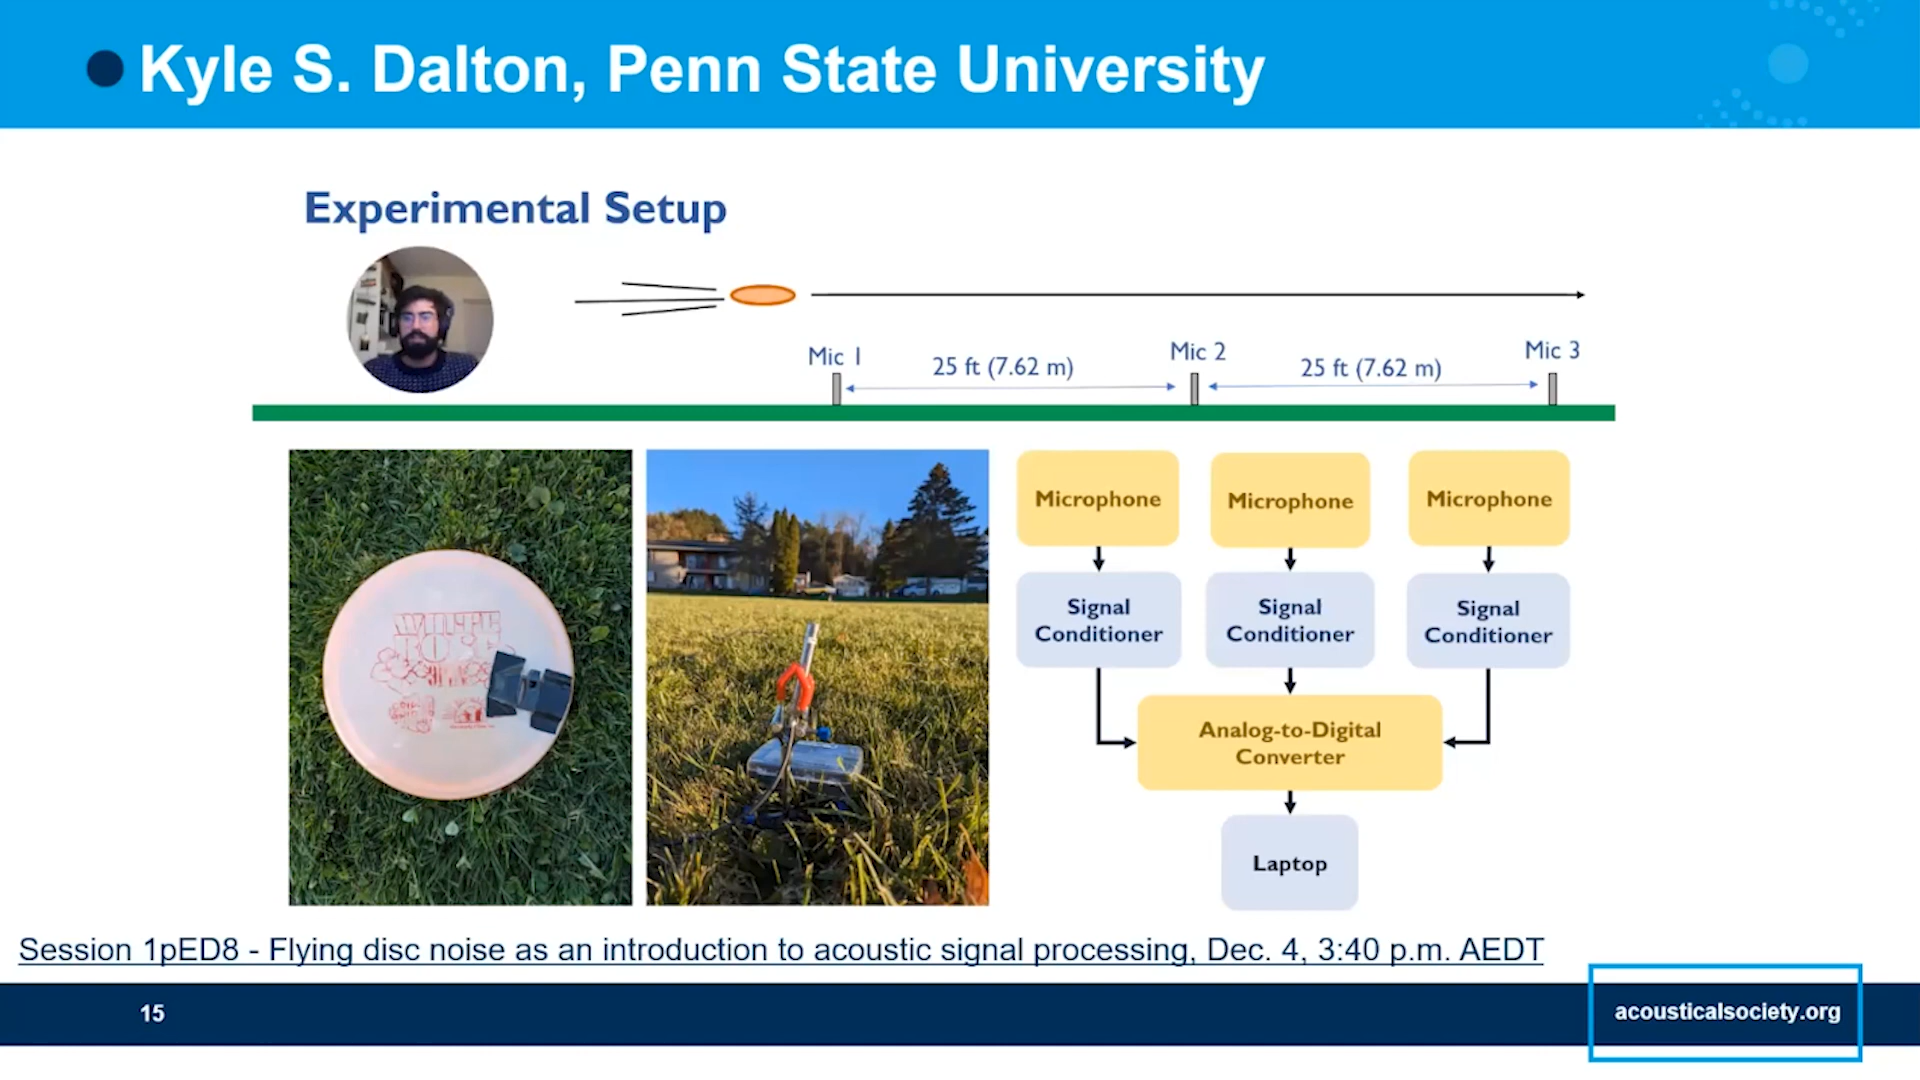 Kyle S. Dalton, Penn State University
Experimental Setup
Mic 1
25 ft (7.62 m)
Mic 2
25 ft (7.62 m)
Mic 3
Microphone
Microphone
Microphone
Signal
Conditioner
Signal
Conditioner
Signal
Conditioner
Analog-to-Digital
Converter
Laptop
Session 1pED8 - Flying disc noise as an introduction to acoustic signal processing, Dec. 4, 3:40 p.m. AEDT
15
acousticalsociety.org